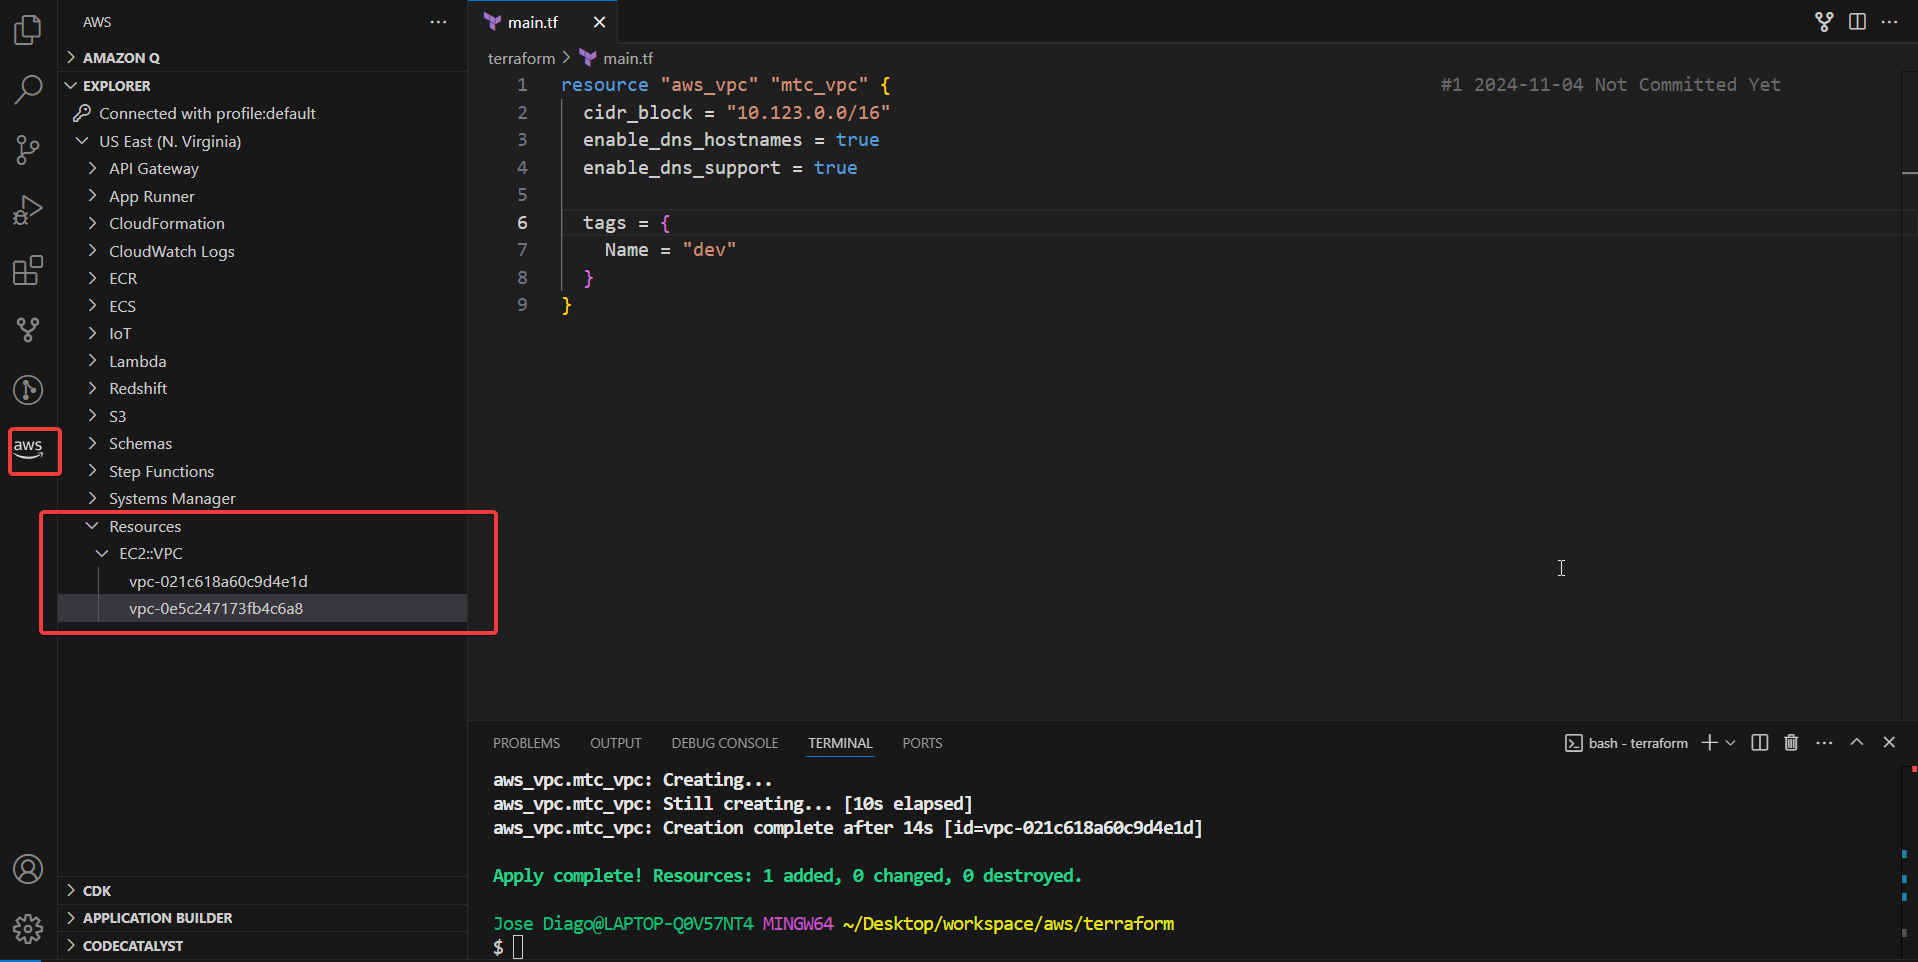 AWS
AMAZON Q
EXPLORER
Connected with profile:default
US East (N. Virginia)
API Gateway
App Runner
CloudFormation
CloudWatch Logs
ECR
ECS
IoT
Lambda
Redshift
S3
Schemas
Step Functions
Systems Manager
Resources
EC2::VPC
vpc-021c618a60c9d4e1d
vpc-0e5c247173fb4c6a8
CDK
APPLICATION BUILDER
CODECATALYST
aws
main.tf
terraform > main.tf
1 resource "aws_vpc" "mtc_vpc" { #1 2024-11-04 Not Committed Yet
2 cidr_block = "10.123.0.0/16"
3 enable_dns_hostnames = true
4 enable_dns_support = true
5
6 tags = {
7 Name = "dev"
8 }
9 }
PROBLEMS OUTPUT DEBUG CONSOLE TERMINAL PORTS bash - terraform
aws_vpc.mtc_vpc: Creating...
aws_vpc.mtc_vpc: Still creating... [10s elapsed]
aws_vpc.mtc_vpc: Creation complete after 14s [id=vpc-021c618a60c9d4e1d]
Apply complete! Resources: 1 added, 0 changed, 0 destroyed.
Jose Diago@LAPTOP-Q0V57NT4 MINGW64 ~/Desktop/workspace/aws/terraform
$